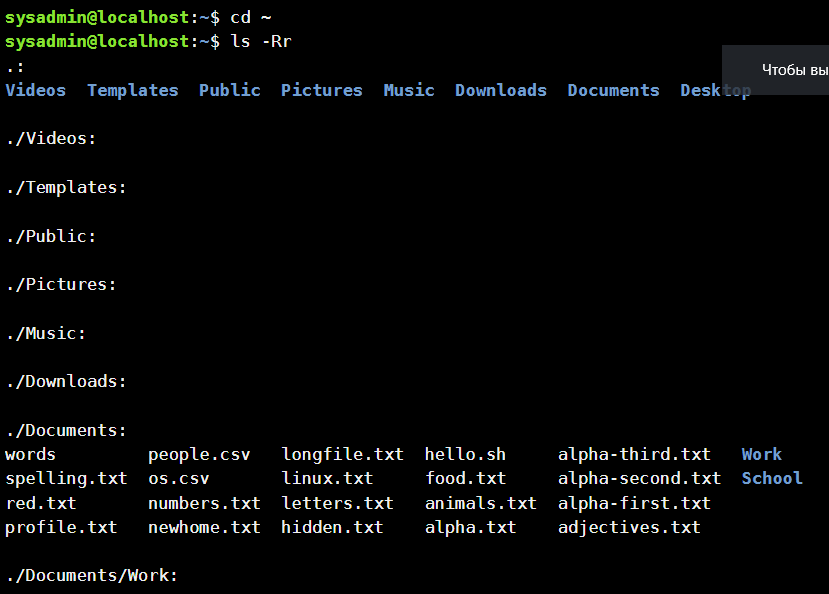 sysadmin@localhost:~$ cd ~
sysadmin@localhost:~$ ls -Rr
.:
Чтобы вы
Videos  Templates  Public  Pictures  Music  Downloads  Documents  Desktop
./Videos:
./Templates:
./Public:
./Pictures:
./Music:
./Downloads:
./Documents:
words         people.csv   longfile.txt  hello.sh     alpha-third.txt   Work
spelling.txt  os.csv       linux.txt     food.txt     alpha-second.txt  School
red.txt       numbers.txt  letters.txt   animals.txt  alpha-first.txt
profile.txt   newhome.txt  hidden.txt    alpha.txt    adjectives.txt
./Documents/Work: